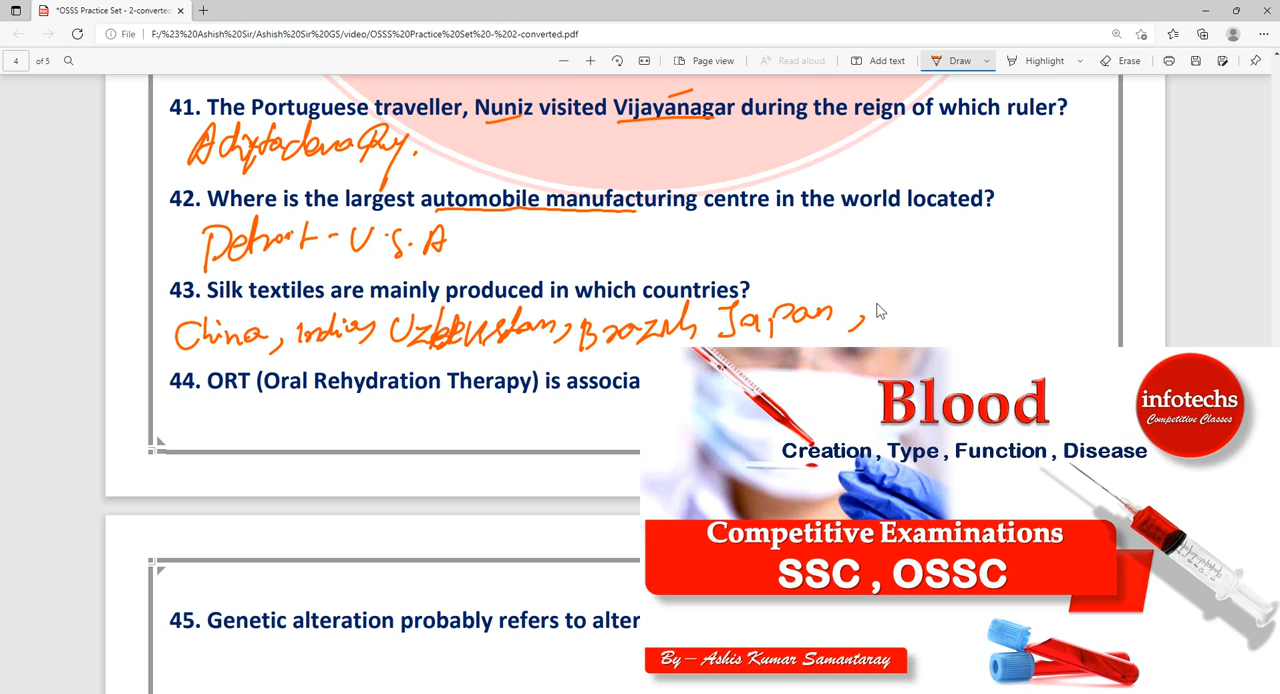 *OSSS Practice Set - 2-converted
File F:/%23%20Ashish%20Sir/Ashish%20Sir%20GS/video/OSSS%20Practice%20Set%20-%202-converted.pdf
4 of 5 Page view Read aloud Add text Draw Highlight Erase
41. The Portuguese traveller, Nuniz visited Vijayanagar during the reign of which ruler?
42. Where is the largest automobile manufacturing centre in the world located?
Detroit - U.S.A
43. Silk textiles are mainly produced in which countries?
China, India, Uzbekistan, Brazil, Japan,
44. ORT (Oral Rehydration Therapy) is associa
45. Genetic alteration probably refers to alter
Blood
Creation, Type, Function, Disease
infotechs
Competitive Classes
Competitive Examinations
SSC, OSSC
By – Ashis Kumar Samantaray